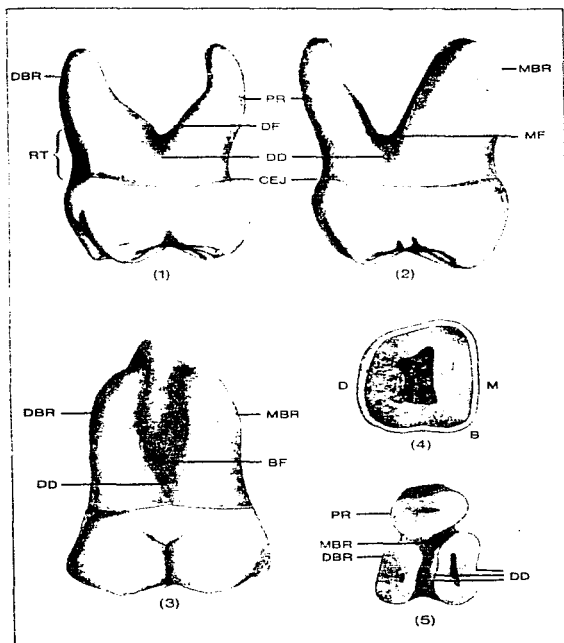 DBR
PR
DF
RT
DD
CEJ
(1)
MBR
MF
(2)
DBR
MBR
BF
DD
(3)
D
M
B
(4)
PR
MBR
DBR
DD
(5)